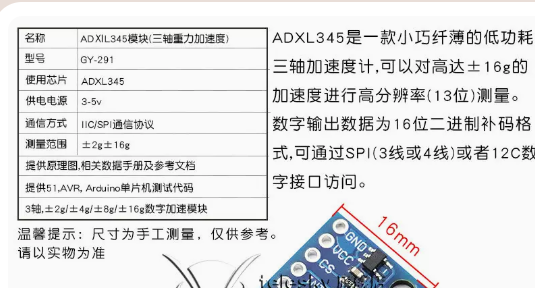 名称 ADXIL345模块(三轴重力加速度)
型号 GY-291
使用芯片 ADXL345
供电电源 3-5v
通信方式 IIC/SPI通信协议
测量范围 ±2g±16g
提供原理图,相关数据手册及参考文档
提供51,AVR, Arduino单片机测试代码
3轴,±2g/±4g/±8g/±16g数字加速模块
温馨提示：尺寸为手工测量，仅供参考。
请以实物为准
ADXL345是一款小巧纤薄的低功耗
三轴加速度计,可以对高达±16g的
加速度进行高分辨率(13位)测量。
数字输出数据为16位二进制补码格
式,可通过SPI(3线或4线)或者12C数
字接口访问。
16mm
GND
VCC
CS